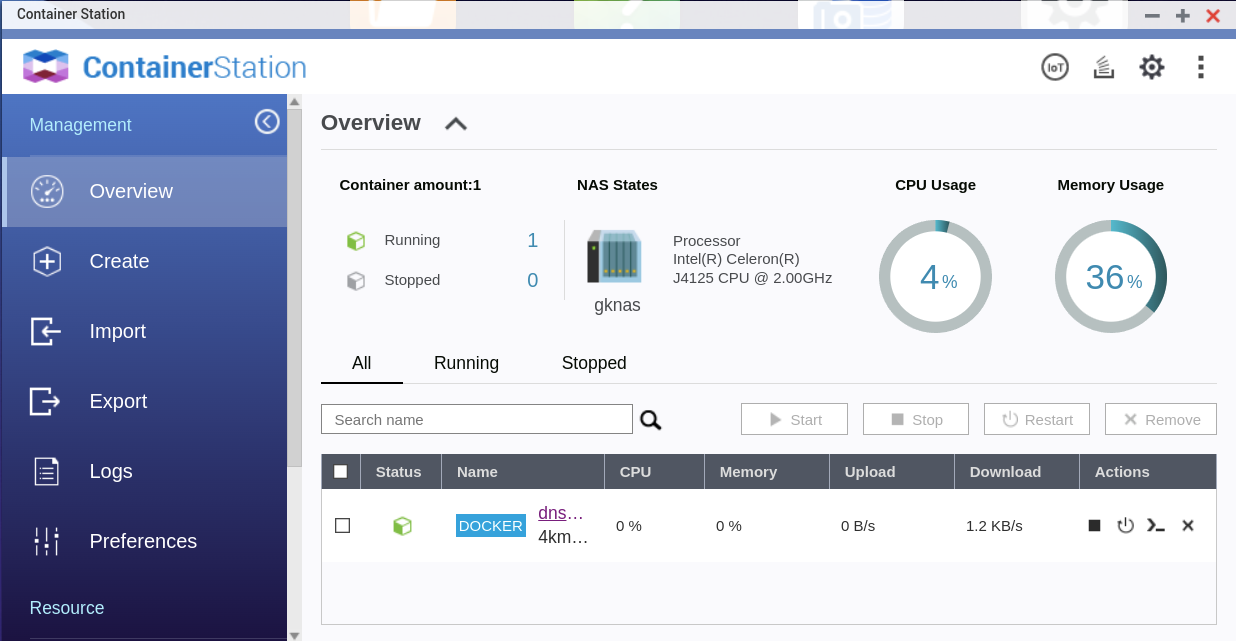 Container Station
ContainerStation
IoT
Management
Overview
Create
Import
Export
Logs
Preferences
Resource
Overview
Container amount:1
Running 1
Stopped 0
NAS States
gknas
Processor
Intel(R) Celeron(R)
J4125 CPU @ 2.00GHz
CPU Usage
4%
Memory Usage
36%
All Running Stopped
Search name
Start Stop Restart Remove
Status Name CPU Memory Upload Download Actions
DOCKER dns… 0 % 0 % 0 B/s 1.2 KB/s
4km…